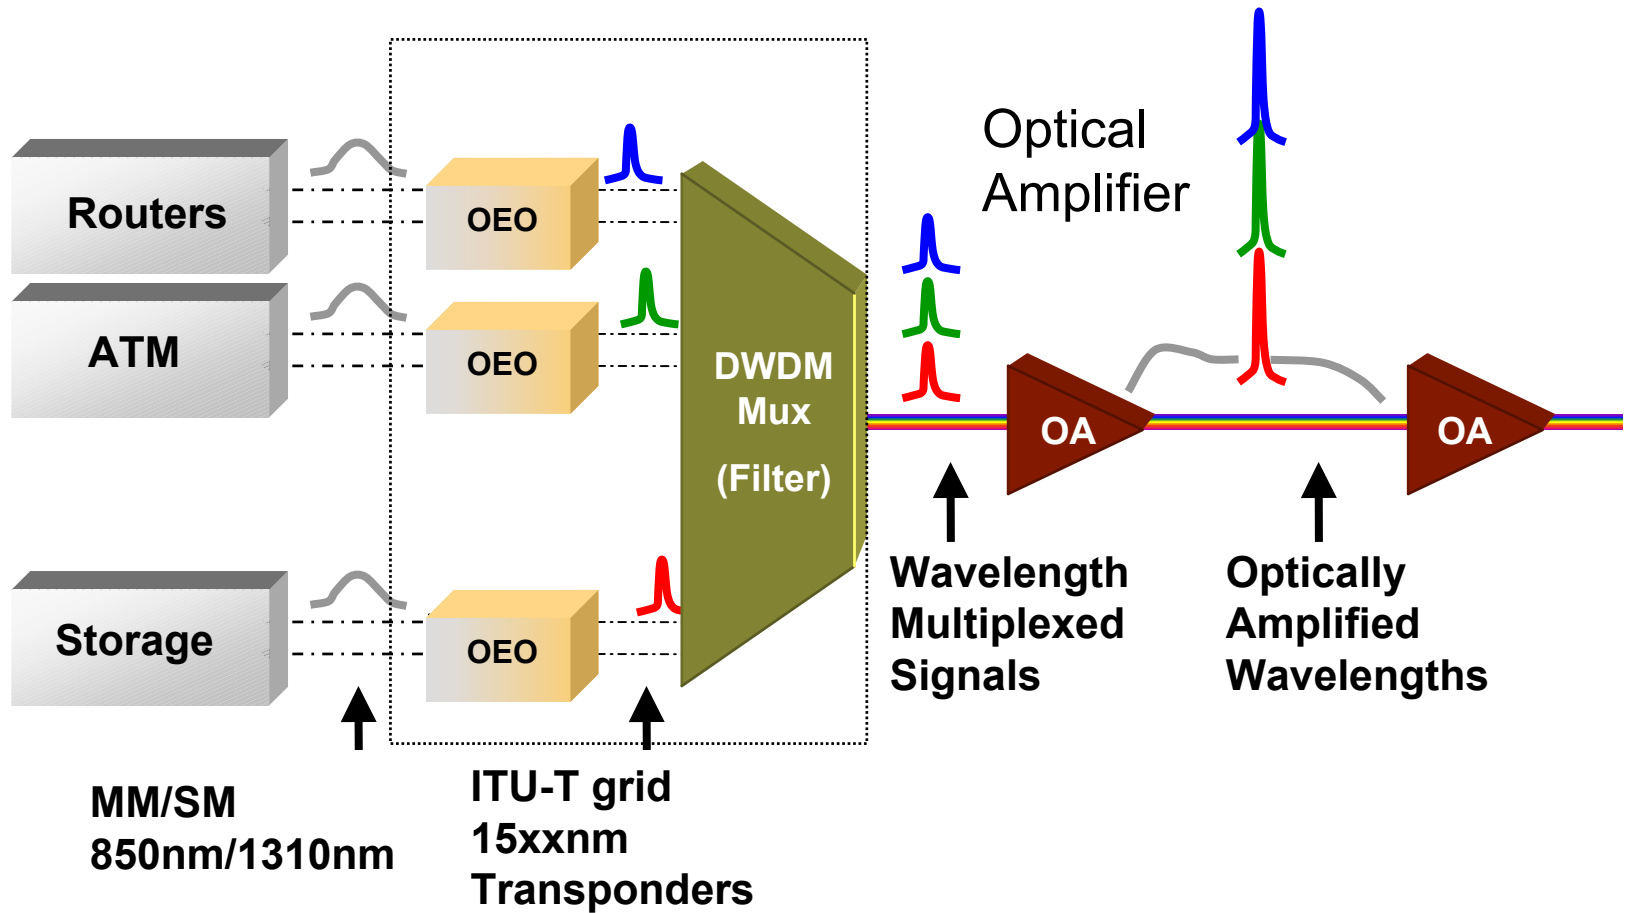 Optical
Amplifier
Routers
OEO
ATM
OEO
DWDM
Mux
(Filter)
OA
OA
Storage
OEO
Wavelength
Multiplexed
Signals
Optically
Amplified
Wavelengths
MM/SM
850nm/1310nm
ITU-T grid
15xxnm
Transponders